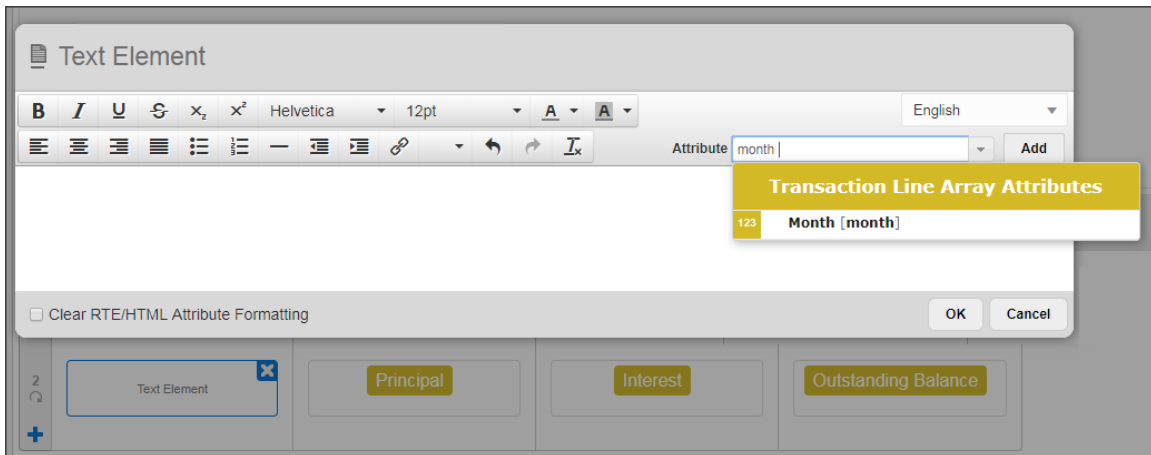 Text Element
B I U S X₂ X² Helvetica 12pt A A English
Tx Attribute month Add
Transaction Line Array Attributes
123 Month [month]
Clear RTE/HTML Attribute Formatting OK Cancel
2 Text Element Principal Interest Outstanding Balance